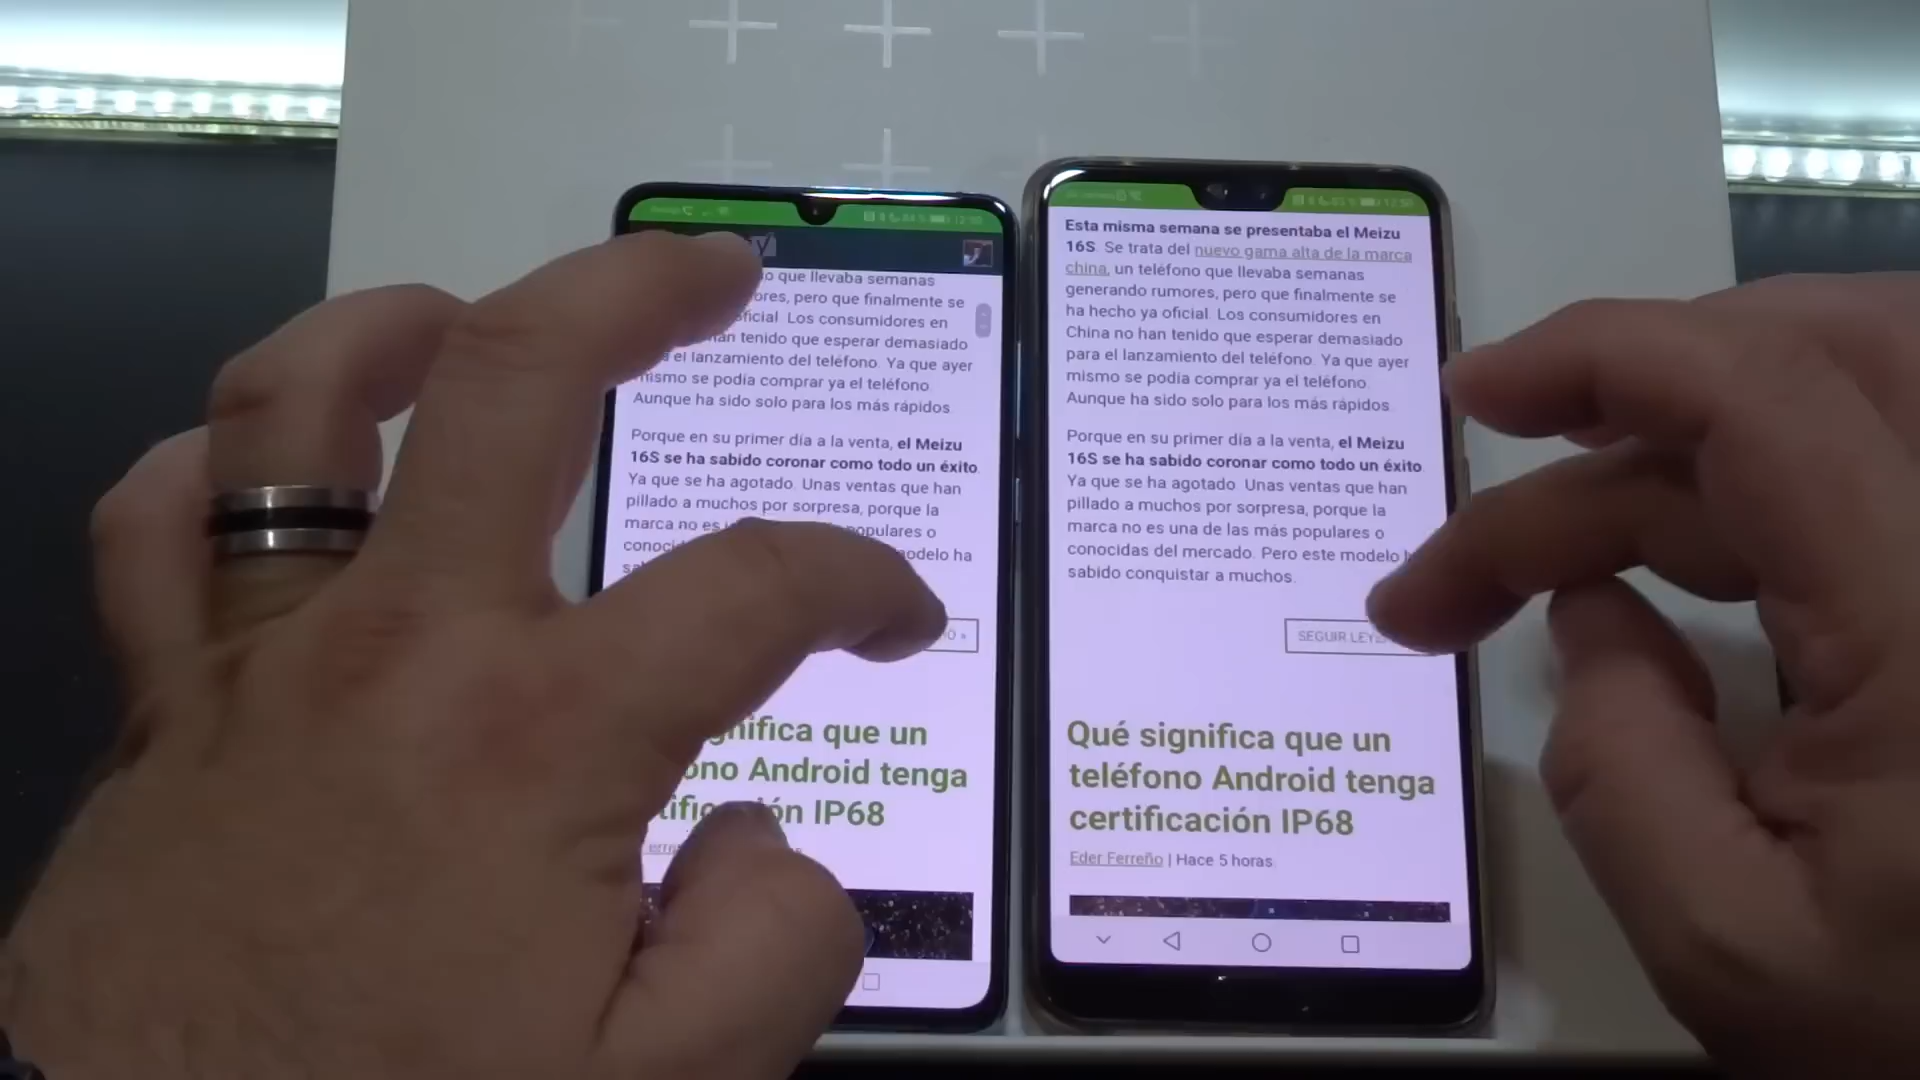 que llevaba semanas
pero que finalmente se
Los consumidores en
han tenido que esperar demasiado
el lanzamiento del teléfono. Ya que ayer
mismo se podía comprar ya el teléfono.
Aunque ha sido solo para los más rápidos.
Porque en su primer día a la venta, el Meizu
16S se ha sabido coronar como todo un éxito.
Ya que se ha agotado. Unas ventas que han
pillado a muchos por sorpresa, porque la
marca no es populares o
ha
que un
Android tenga
IP68
12:50
Esta misma semana se presentaba el Meizu
16S. Se trata del nuevo gama alta de la marca
china, un teléfono que llevaba semanas
generando rumores, pero que finalmente se
ha hecho ya oficial. Los consumidores en
China no han tenido que esperar demasiado
para el lanzamiento del teléfono. Ya que ayer
mismo se podía comprar ya el teléfono.
Aunque ha sido solo para los más rápidos.
Porque en su primer día a la venta, el Meizu
16S se ha sabido coronar como todo un éxito.
Ya que se ha agotado. Unas ventas que han
pillado a muchos por sorpresa, porque la
marca no es una de las más populares o
conocidas del mercado. Pero este modelo
sabido conquistar a muchos.
SEGUIR
Qué significa que un
teléfono Android tenga
certificación IP68
Eder Ferreño | Hace 5 horas